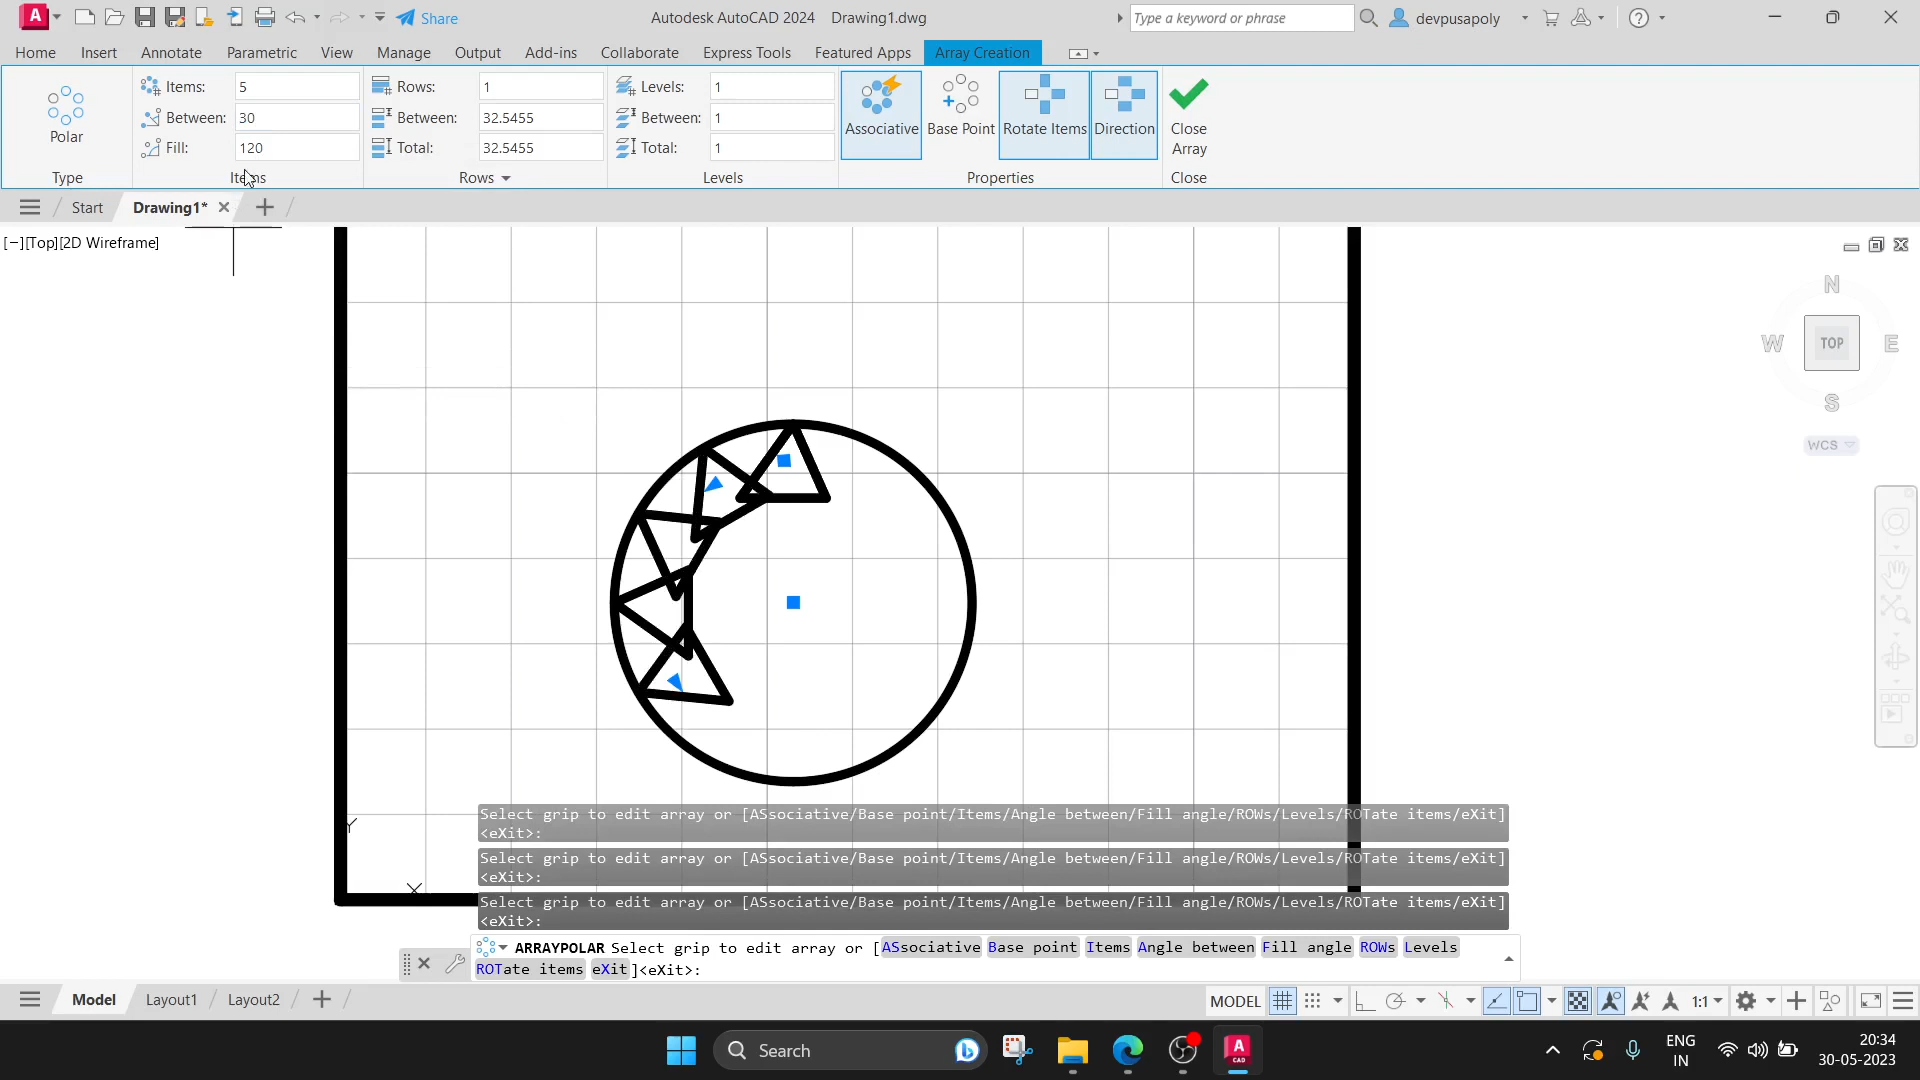 Share
Autodesk AutoCAD 2024 Drawing1.dwg
Type a keyword or phrase
devpusapoly
Home Insert Annotate Parametric View Manage Output Add-ins Collaborate Express Tools Featured Apps Array Creation
Items: 5 Rows: 1 Levels: 1
Between: 30 Between: 32.5455 Between: 1
Fill: 120 Total: 32.5455 Total: 1
Polar
Associative Base Point Rotate Items Direction Close Array
Type Items Rows Levels Properties Close
Start Drawing1*
[−][Top][2D Wireframe]
N
W TOP E
S
WCS
Y
X
Select grip to edit array or [ASsociative/Base point/Items/Angle between/Fill angle/ROWs/Levels/ROTate items/eXit]
<eXit>:
Select grip to edit array or [ASsociative/Base point/Items/Angle between/Fill angle/ROWs/Levels/ROTate items/eXit]
<eXit>:
Select grip to edit array or [ASsociative/Base point/Items/Angle between/Fill angle/ROWs/Levels/ROTate items/eXit]
<eXit>:
ARRAYPOLAR Select grip to edit array or [ASsociative Base point Items Angle between Fill angle ROWs Levels
ROTate items eXit]<eXit>:
Model Layout1 Layout2
MODEL 1:1
Search
ENG
IN
20:34
30-05-2023